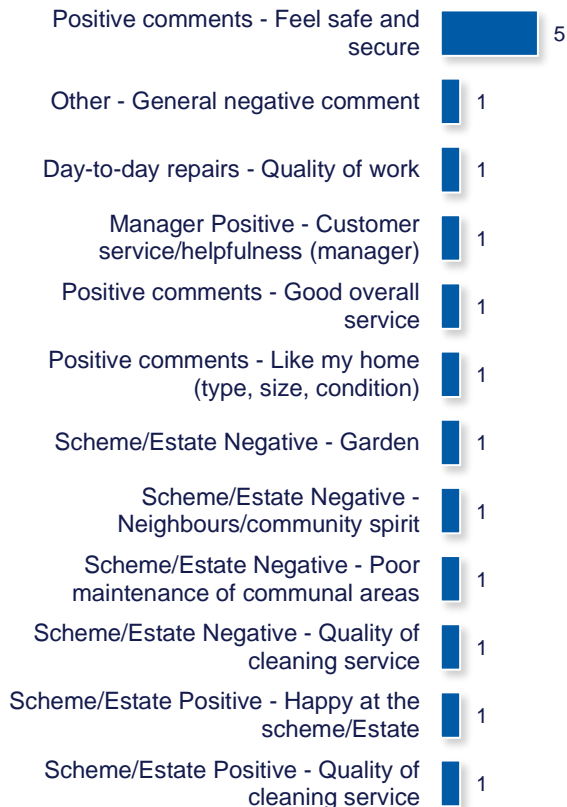 Positive comments - Feel safe and
secure
5
Other - General negative comment
1
Day-to-day repairs - Quality of work
1
Manager Positive - Customer
service/helpfulness (manager)
1
Positive comments - Good overall
service
1
Positive comments - Like my home
(type, size, condition)
1
Scheme/Estate Negative - Garden
1
Scheme/Estate Negative -
Neighbours/community spirit
1
Scheme/Estate Negative - Poor
maintenance of communal areas
1
Scheme/Estate Negative - Quality of
cleaning service
1
Scheme/Estate Positive - Happy at the
scheme/Estate
1
Scheme/Estate Positive - Quality of
cleaning service
1